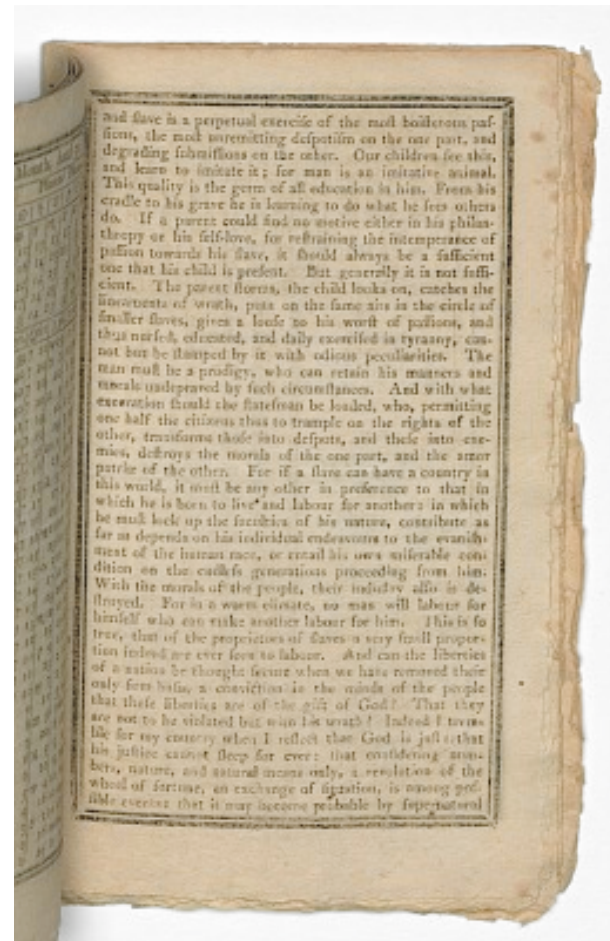 and slave is a perpetual exercise of the most boisterous pas-
sions, the most unremitting despotism on the one part, and
degrading submissions on the other. Our children see this,
and learn to imitate it; for man is an imitative animal.
This quality is the germ of all education in him. From his
cradle to his grave he is learning to do what he sees others
do. If a parent could find no motive either in his philan-
thropy or his self-love, for restraining the intemperance of
passion towards his slave, it should always be a sufficient
one that his child is present. But generally it is not suffi-
cient. The parent storms, the child looks on, catches the
lineaments of wrath, puts on the same airs in the circle of
smaller slaves, gives a loose to his worst of passions, and
thus nursed, educated, and daily exercised in tyranny, can-
not but be stamped by it with odious peculiarities. The
man must be a prodigy, who can retain his manners and
morals undepraved by such circumstances. And with what
execration should the statesman be loaded, who, permitting
one half the citizens thus to trample on the rights of the
other, transforms those into despots, and these into ene-
mies, destroys the morals of the one part, and the amor
patriæ of the other. For if a slave can have a country in
this world, it must be any other in preference to that in
which he is born to live and labour for another: in which
he must lock up the faculties of his nature, contribute as
far as depends on his individual endeavours to the evanish-
ment of the human race, or entail his own miserable con-
dition on the endless generations proceeding from him.
With the morals of the people, their industry also is de-
stroyed. For in a warm climate, no man will labour for
himself who can make another labour for him. This is so
true, that of the proprietors of slaves a very small propor-
tion indeed are ever seen to labour. And can the liberties
of a nation be thought secure when we have removed their
only firm basis, a conviction in the minds of the people
that these liberties are of the gift of God? That they
are not to be violated but with his wrath? Indeed I trem-
ble for my country when I reflect that God is just: that
his justice cannot sleep for ever: that considering num-
bers, nature, and natural means only, a revolution of the
wheel of fortune, an exchange of situation, is among pos-
sible events: that it may become probable by supernatural